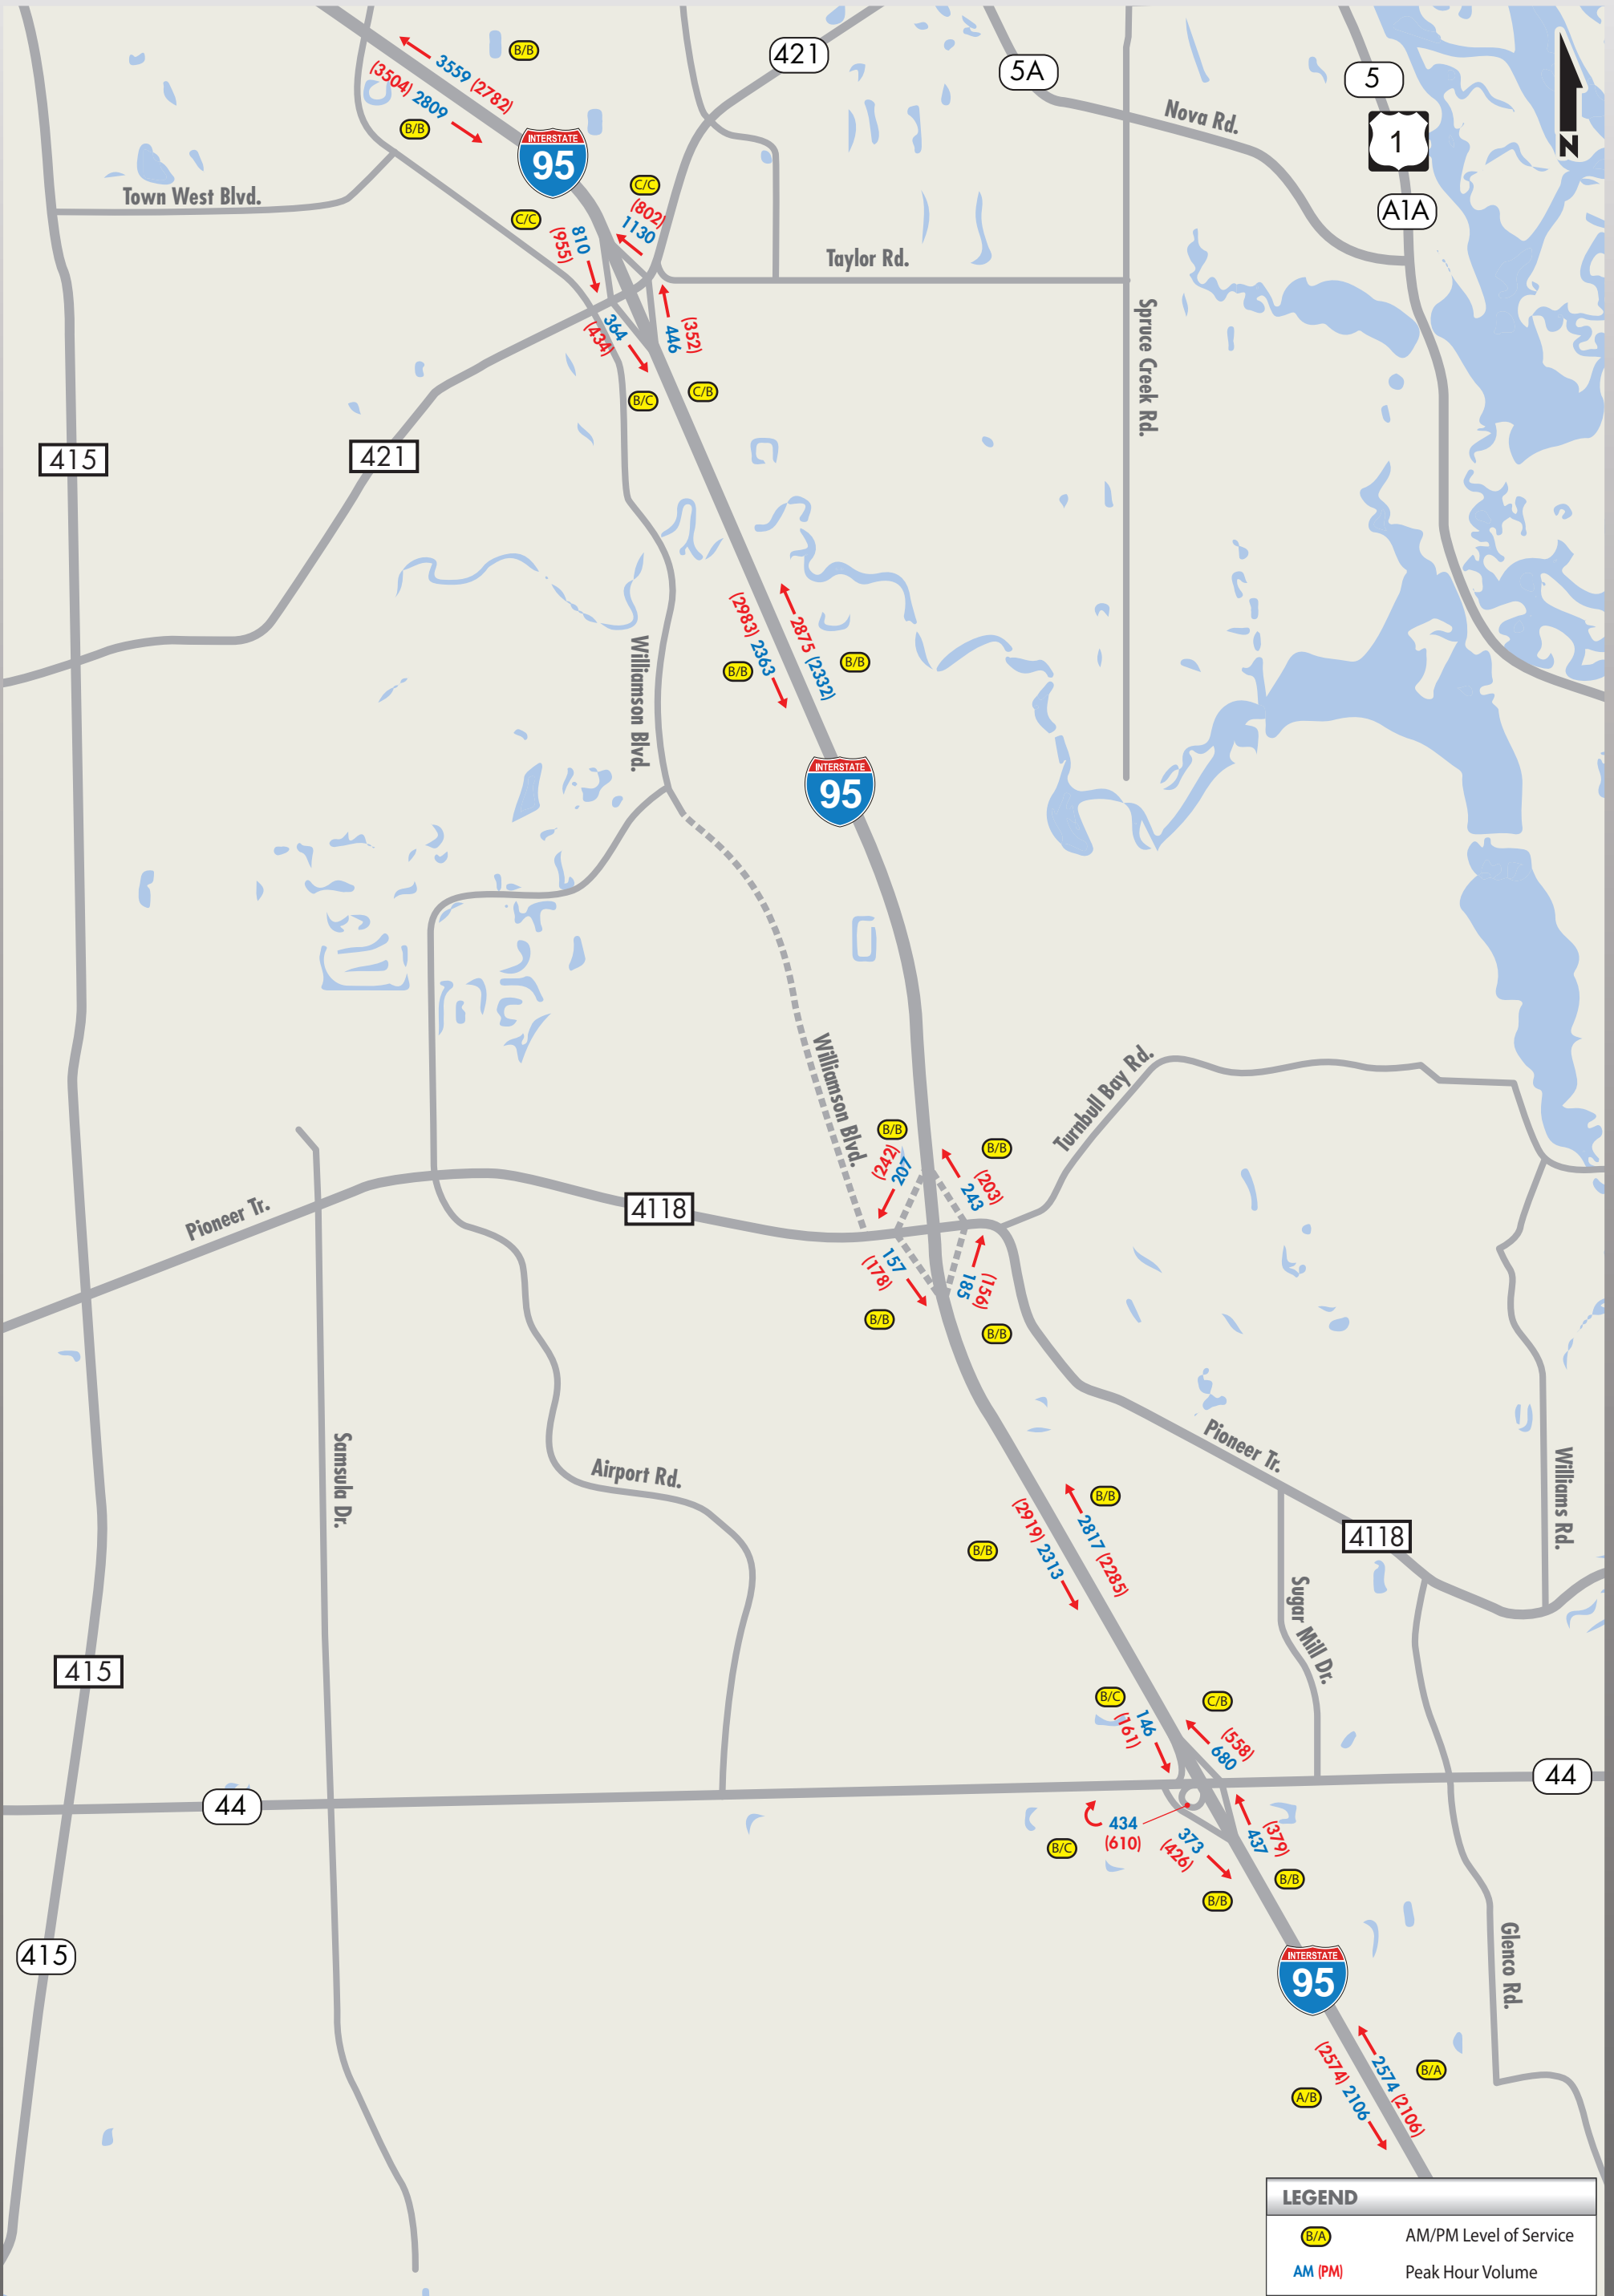 B/B
3559 (2782)
(3504) 2809
B/B
INTERSTATE
95
421
5A
5
1
A1A
N
Nova Rd.
Town West Blvd.
C/C
(802)
1130
C/C
810
(955)
Taylor Rd.
Spruce Creek Rd.
364
(434)
446
(352)
B/C
C/B
415
421
Williamson Blvd.
(2983) 2363
B/B
2875 (2332)
B/B
INTERSTATE
95
Williamson Blvd.
Turnbull Bay Rd.
B/B
(242)
207
B/B
(203)
243
Pioneer Tr.
4118
157
(178)
B/B
185
(156)
B/B
Samsula Dr.
Airport Rd.
Pioneer Tr.
4118
Williams Rd.
B/B
2817 (2285)
(2919) 2313
B/B
Sugar Mill Dr.
415
B/C
146
(161)
C/B
(558)
680
44
44
434
(610)
B/C
373
(426)
B/B
437
(379)
B/B
415
Glenco Rd.
INTERSTATE
95
2574 (2106)
B/A
(2574) 2106
A/B
LEGEND
B/A AM/PM Level of Service
AM (PM) Peak Hour Volume